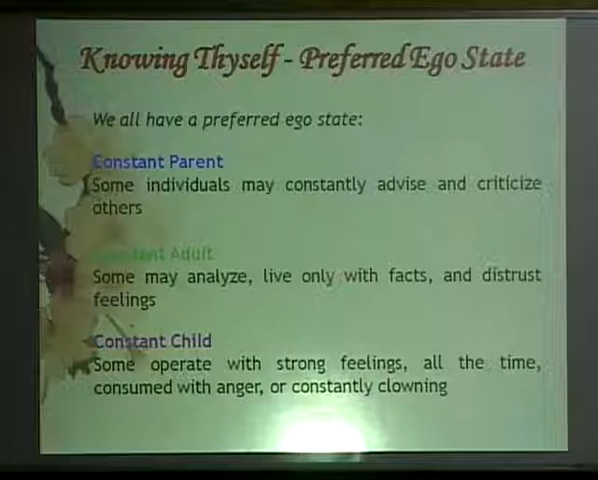 Knowing Thyself - Preferred Ego State
We all have a preferred ego state:
Constant Parent
Some individuals may constantly advise and criticize
others
Constant Adult
Some may analyze, live only with facts, and distrust
feelings
Constant Child
Some operate with strong feelings, all the time,
consumed with anger, or constantly clowning